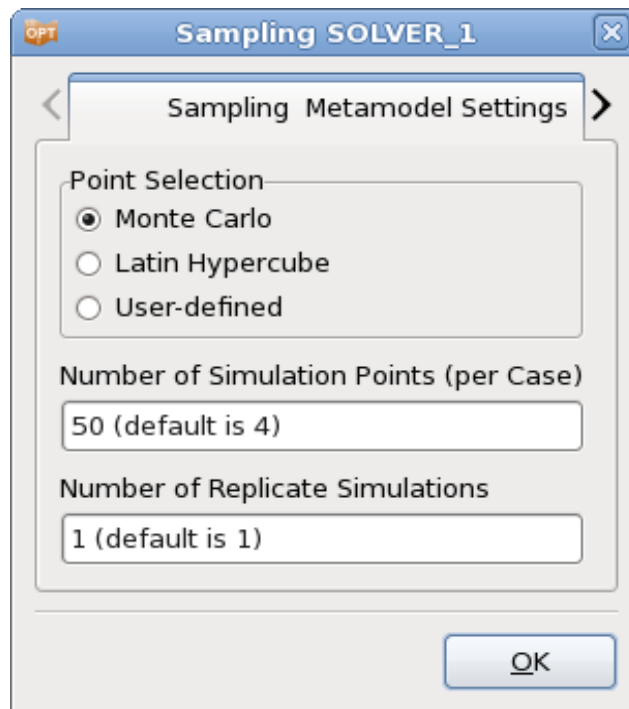 OPT
Sampling SOLVER_1
Sampling Metamodel Settings
Point Selection
Monte Carlo
Latin Hypercube
User-defined
Number of Simulation Points (per Case)
50 (default is 4)
Number of Replicate Simulations
1 (default is 1)
OK